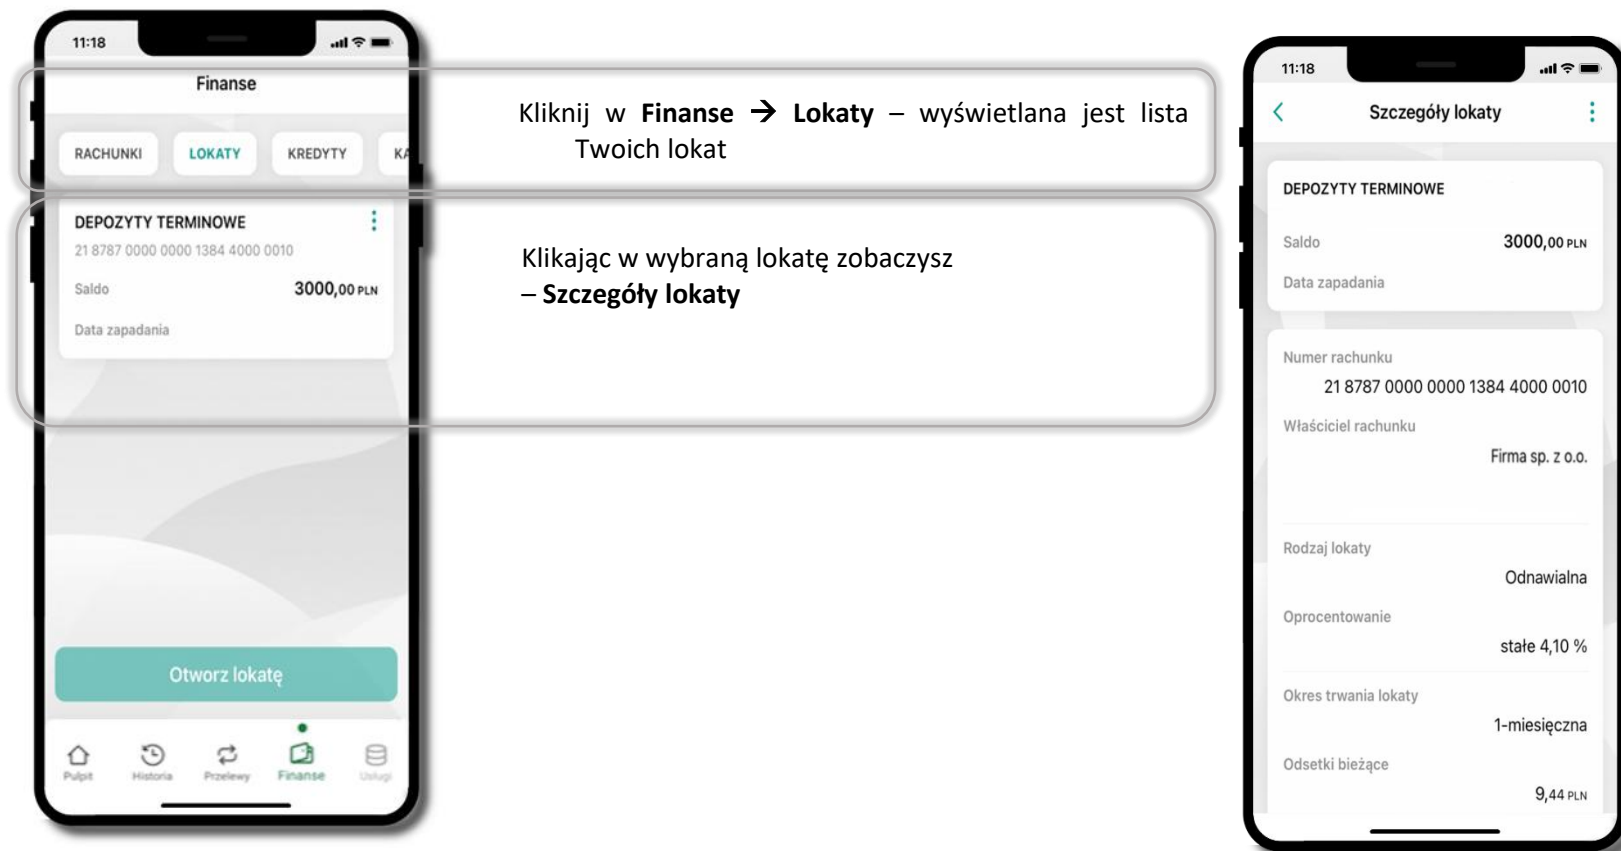 11:18
Finanse
RACHUNKI LOKATY KREDYTY KA
DEPOZYTY TERMINOWE
21 8787 0000 0000 1384 4000 0010
Saldo 3000,00 PLN
Data zapadania
Otworz lokatę
Pulpit Historia Przelewy Finanse Usługi
Kliknij w Finanse → Lokaty – wyświetlana jest lista
Twoich lokat
Klikając w wybraną lokatę zobaczysz
– Szczegóły lokaty
11:18
Szczegóły lokaty
DEPOZYTY TERMINOWE
Saldo 3000,00 PLN
Data zapadania
Numer rachunku
21 8787 0000 0000 1384 4000 0010
Właściciel rachunku
Firma sp. z o.o.
Rodzaj lokaty
Odnawialna
Oprocentowanie
stałe 4,10 %
Okres trwania lokaty
1-miesięczna
Odsetki bieżące
9,44 PLN